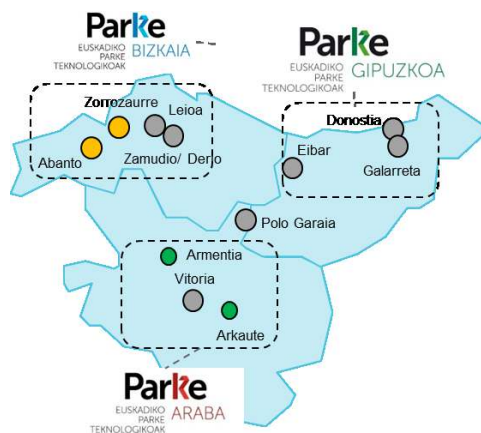 Parke
EUSKADIKO
PARKE
TEKNOLOGIKOAK
BIZKAIA
Parke
EUSKADIKO
PARKE
TEKNOLOGIKOAK
GIPUZKOA
Zorrozaurre
Leioa
Abanto
Zamudio/ Derio
Donostia
Eibar
Galarreta
Polo Garaia
Armentia
Vitoria
Arkaute
Parke
EUSKADIKO
PARKE
TEKNOLOGIKOAK
ARABA